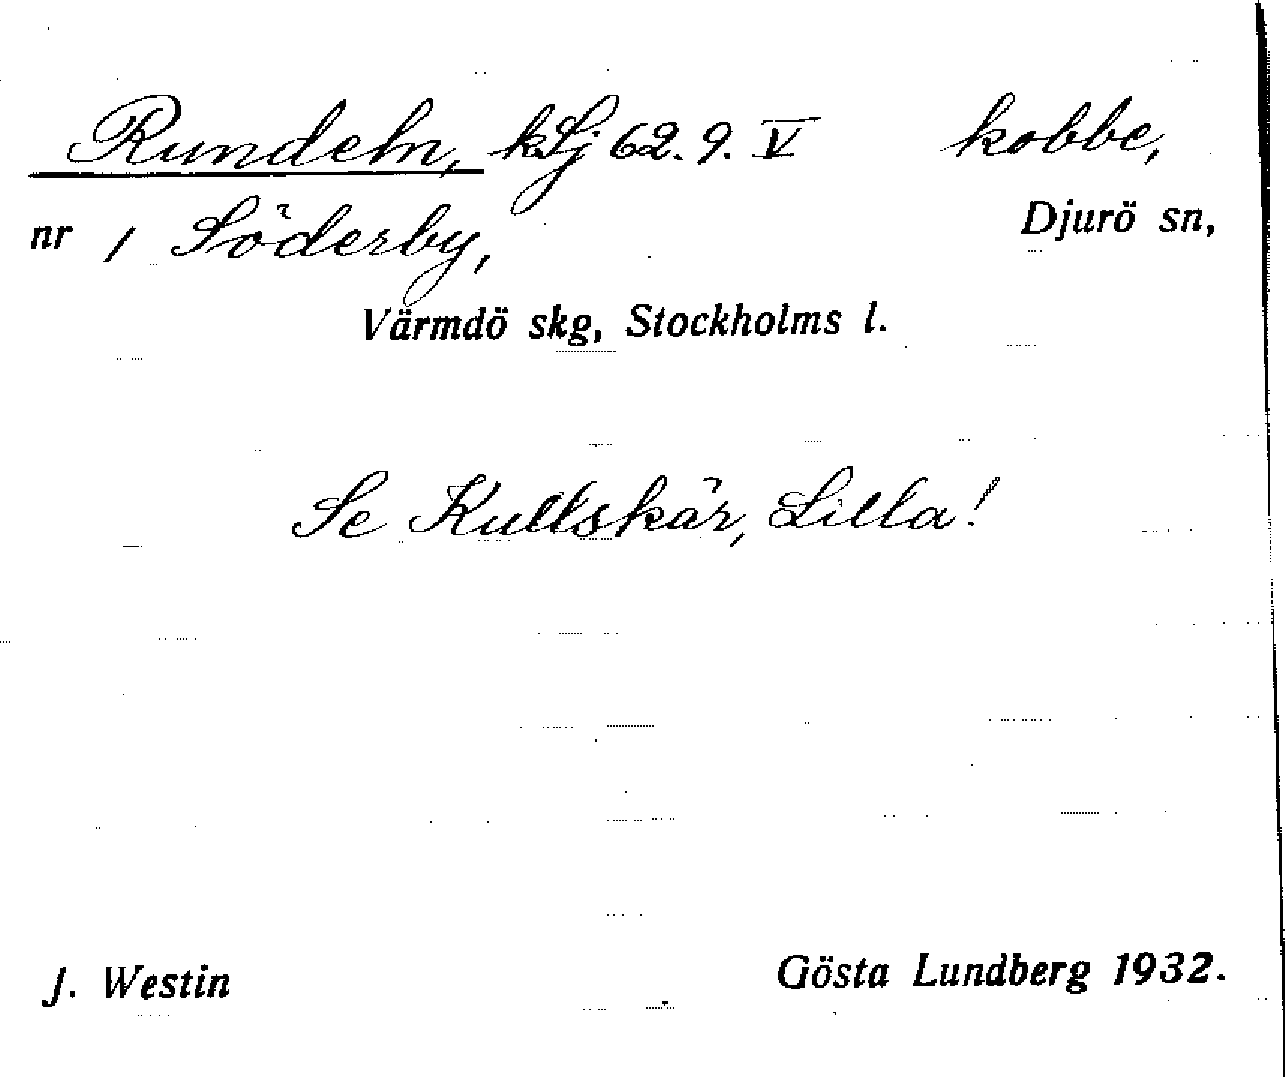 Rundeln, k.Lj 62. 9. V kobbe,
nr 1 Söderby, Djurö sn,
Värmdö skg, Stockholms l.
Se Kullskär, Lilla!
J. Westin Gösta Lundberg 1932.